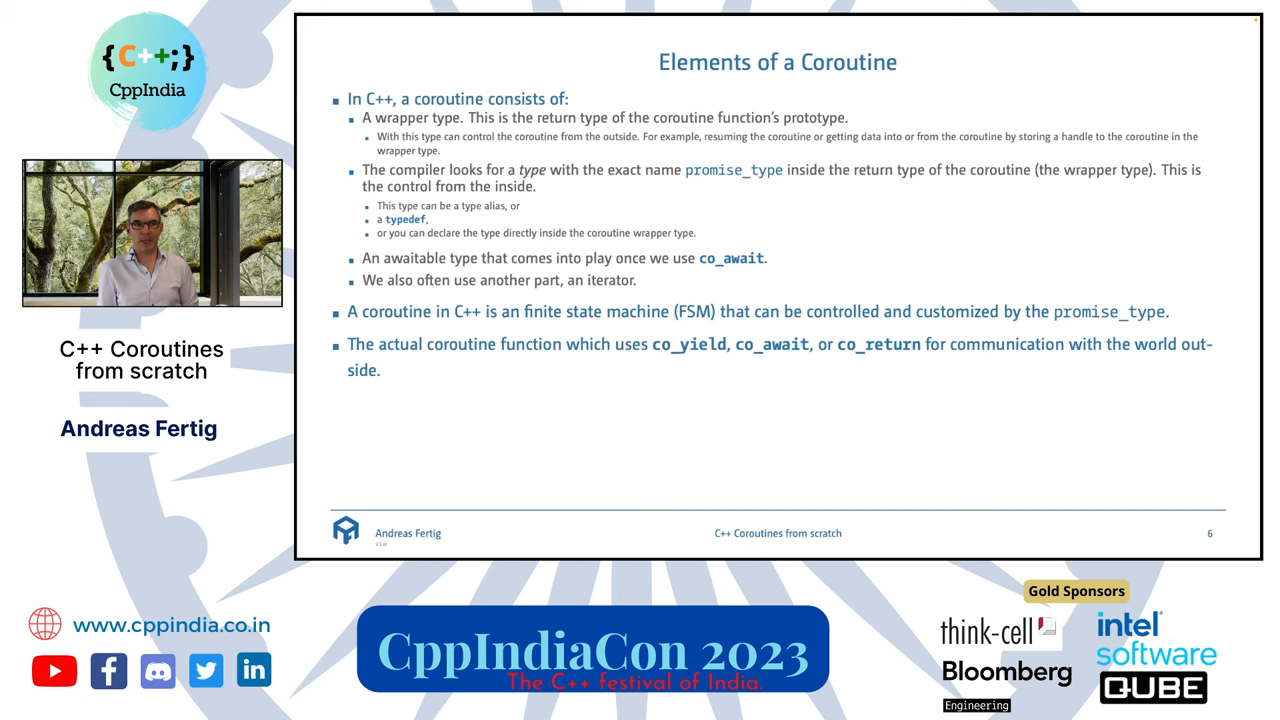 {C++;}
CppIndia
C++ Coroutines
from scratch
Andreas Fertig
Elements of a Coroutine
In C++, a coroutine consists of:
A wrapper type. This is the return type of the coroutine function's prototype.
With this type can control the coroutine from the outside. For example, resuming the coroutine or getting data into or from the coroutine by storing a handle to the coroutine in the
wrapper type.
The compiler looks for a type with the exact name promise_type inside the return type of the coroutine (the wrapper type). This is
the control from the inside.
This type can be a type alias, or
a typedef,
or you can declare the type directly inside the coroutine wrapper type.
An awaitable type that comes into play once we use co_await.
We also often use another part, an iterator.
A coroutine in C++ is an finite state machine (FSM) that can be controlled and customized by the promise_type.
The actual coroutine function which uses co_yield, co_await, or co_return for communication with the world out-
side.
Andreas Fertig
v1.0
C++ Coroutines from scratch
6
www.cppindia.co.in
CppIndiaCon 2023
The C++ festival of India.
Gold Sponsors
think-cell
intel
software
Bloomberg
Engineering
QUBE